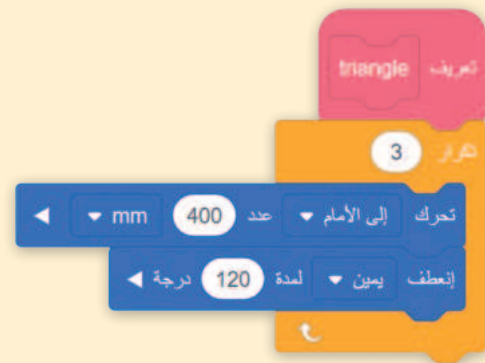 تعريف triangle
تكرار 3
تحرك إلى الأمام عدد 400 mm
إنعطف يمين لمدة 120 درجة